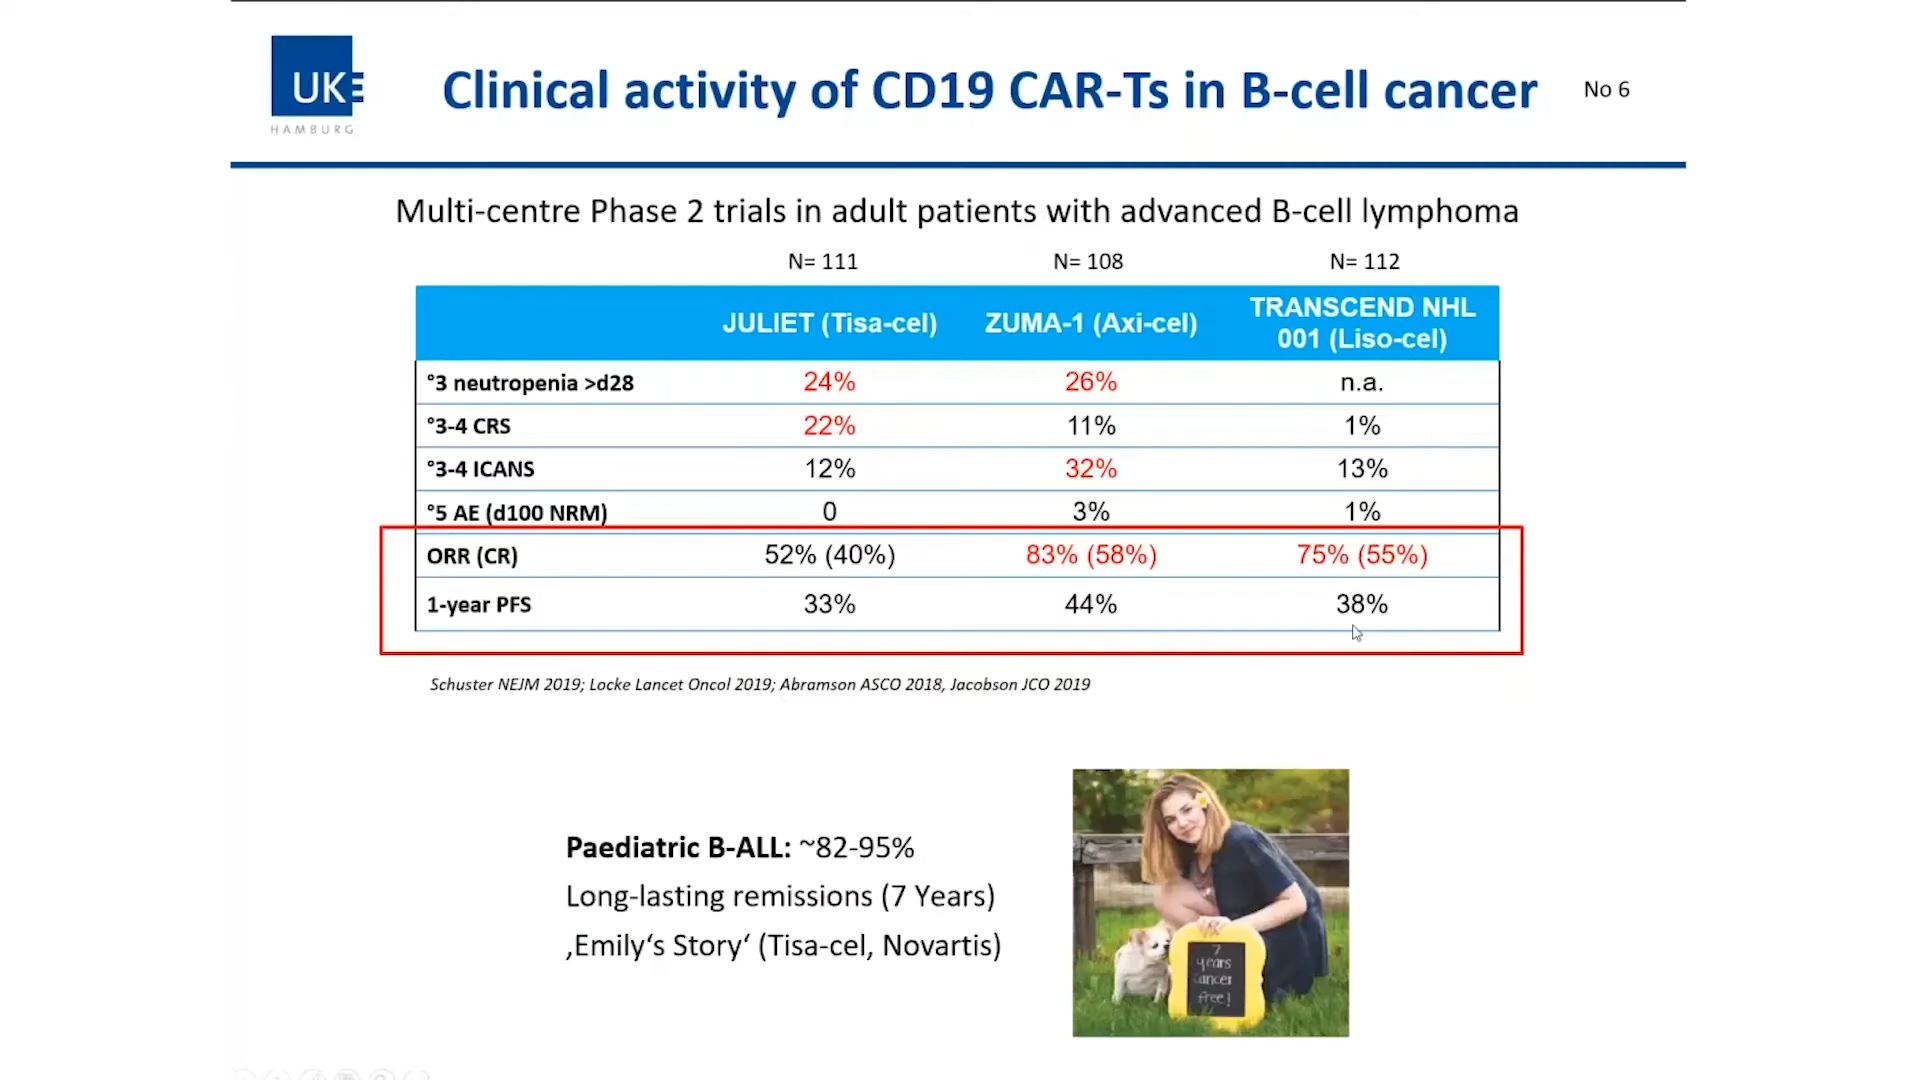 UKE
HAMBURG
Clinical activity of CD19 CAR-Ts in B-cell cancer
No 6
Multi-centre Phase 2 trials in adult patients with advanced B-cell lymphoma
N= 111 N= 108 N= 112
JULIET (Tisa-cel) ZUMA-1 (Axi-cel) TRANSCEND NHL
001 (Liso-cel)
°3 neutropenia >d28 24% 26% n.a.
°3-4 CRS 22% 11% 1%
°3-4 ICANS 12% 32% 13%
°5 AE (d100 NRM) 0 3% 1%
ORR (CR) 52% (40%) 83% (58%) 75% (55%)
1-year PFS 33% 44% 38%
Schuster NEJM 2019; Locke Lancet Oncol 2019; Abramson ASCO 2018, Jacobson JCO 2019
Paediatric B-ALL: ~82-95%
Long-lasting remissions (7 Years)
‚Emily‘s Story‘ (Tisa-cel, Novartis)
7
years
cancer
free!